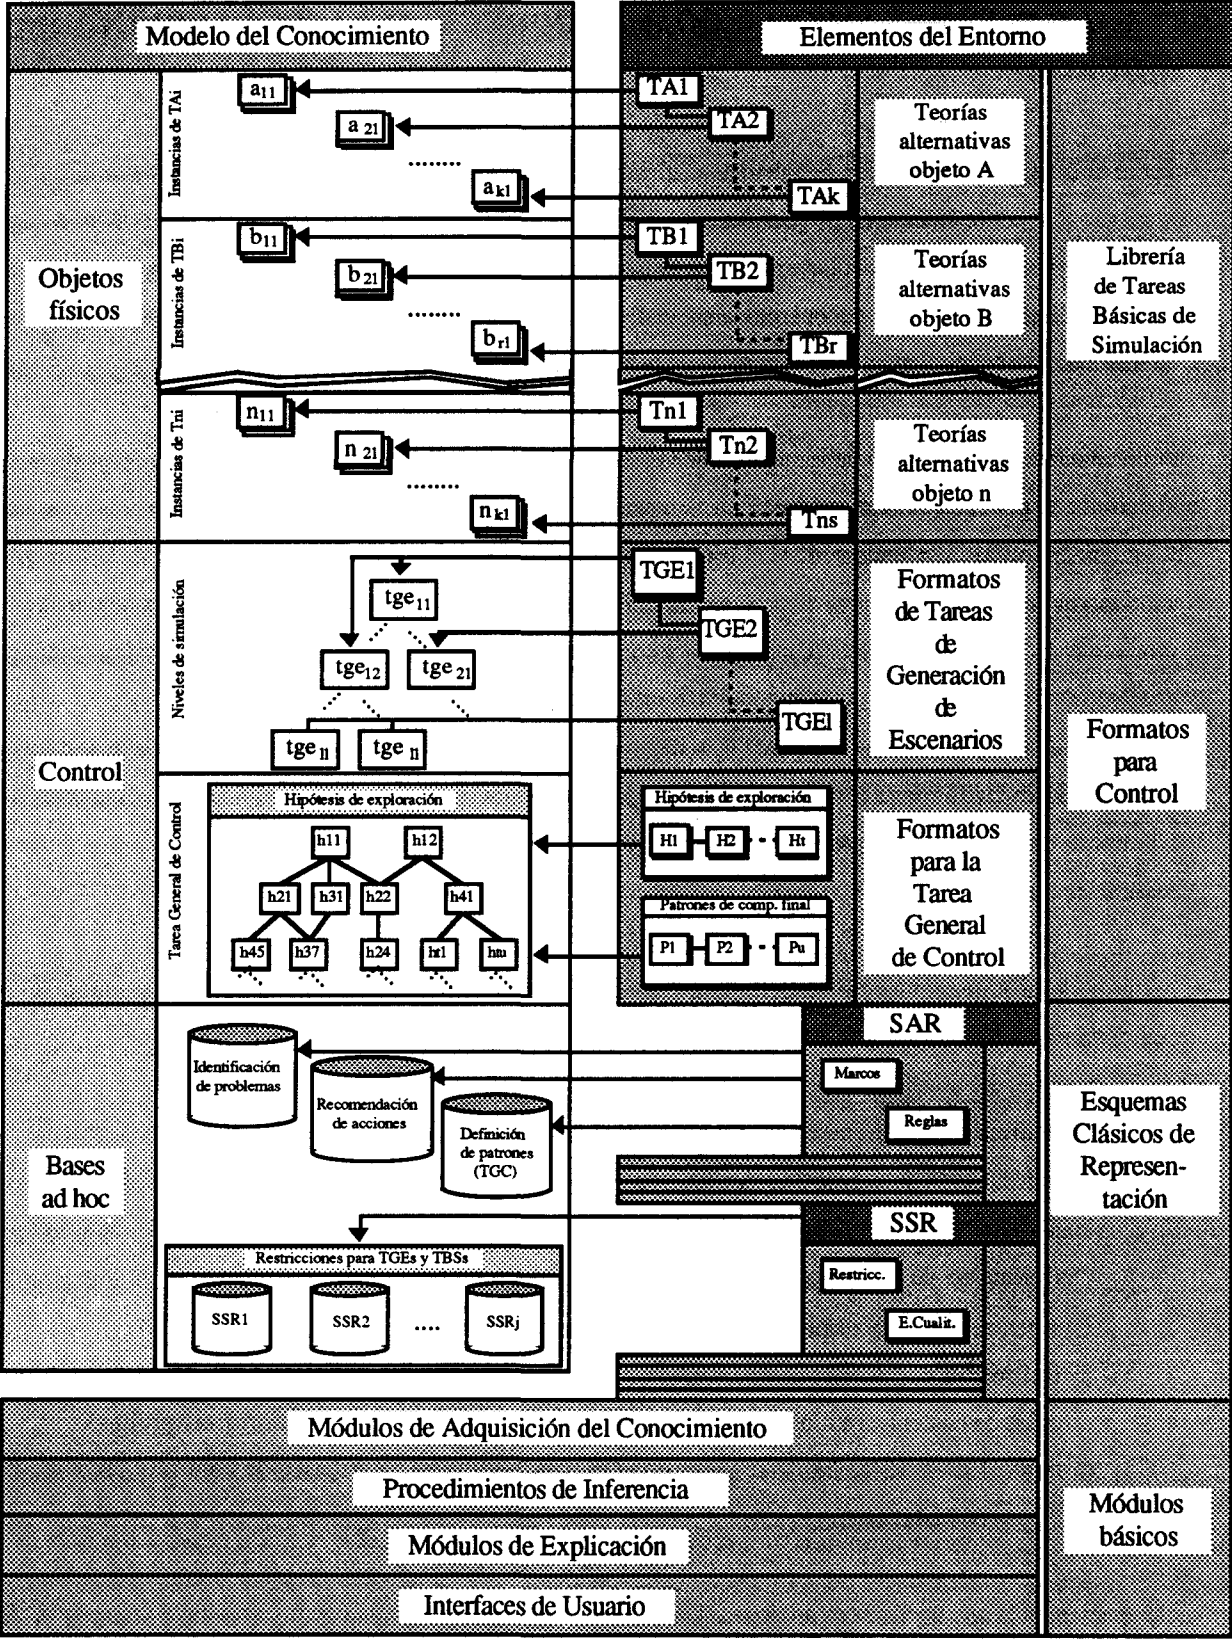 Modelo del Conocimiento
Elementos del Entorno
Objetos
físicos
Instancias de TAi
a11
a 21
........
ak1
TA1
TA2
TAk
Teorías
alternativas
objeto A
Instancias de TBi
b11
b 21
........
br1
TB1
TB2
TBr
Teorías
alternativas
objeto B
Librería
de Tareas
Básicas de
Simulación
Instancias de Tni
n11
n 21
........
nk1
Tn1
Tn2
Tns
Teorías
alternativas
objeto n
Control
Niveles de simulación
tge11
tge12
tge 21
tge ll
tge ll
TGE1
TGE2
TGEl
Formatos
de Tareas
de
Generación
de
Escenarios
Formatos
para
Control
Tarea General de Control
Hipótesis de exploración
h11
h12
h21
h31
h22
h41
h45
h37
h24
ht1
htu
Hipótesis de exploración
H1
H2
Ht
Patrones de comp. final
P1
P2
Pu
Formatos
para la
Tarea
General
de Control
Bases
ad hoc
Identificación
de problemas
Recomendación
de acciones
Definición
de patrones
(TGC)
SAR
Marcos
Reglas
Esquemas
Clásicos de
Represen-
tación
Restricciones para TGEs y TBSs
SSR1
SSR2
....
SSRj
SSR
Restricc.
E.Cualit.
Módulos de Adquisición del Conocimiento
Procedimientos de Inferencia
Módulos de Explicación
Interfaces de Usuario
Módulos
básicos